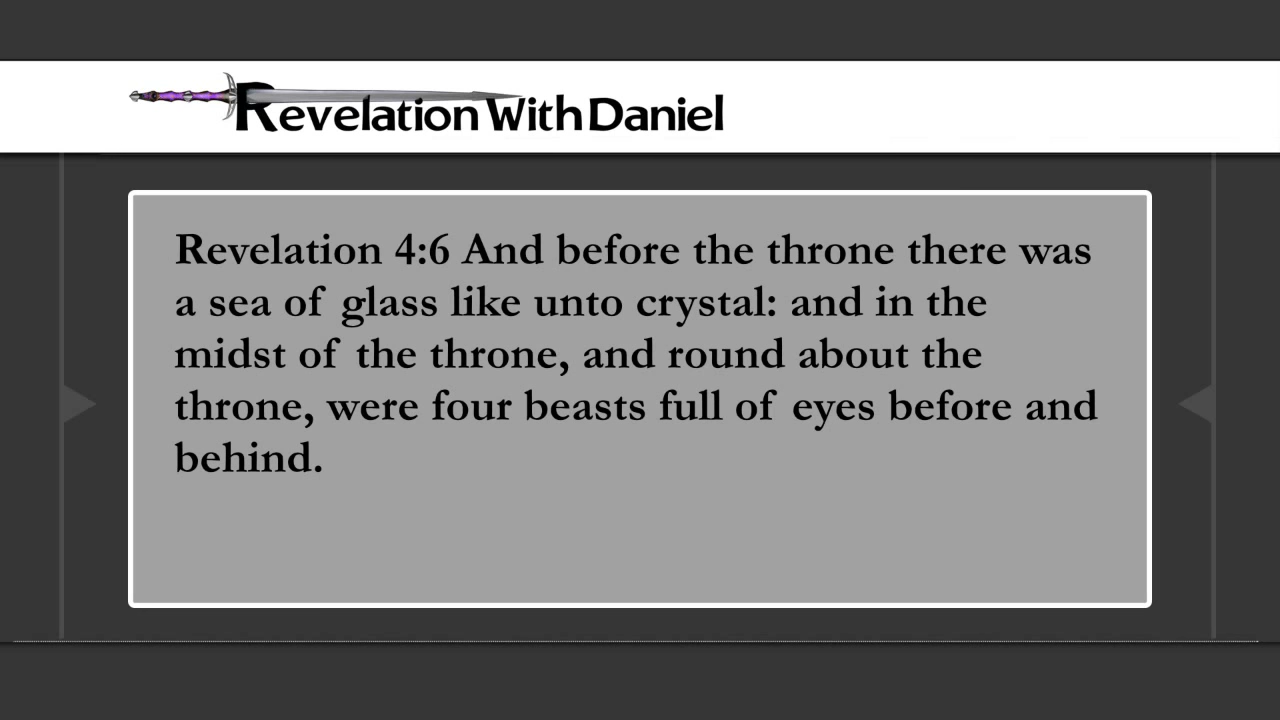 Revelation With Daniel
Revelation 4:6 And before the throne there was
a sea of glass like unto crystal: and in the
midst of the throne, and round about the
throne, were four beasts full of eyes before and
behind.